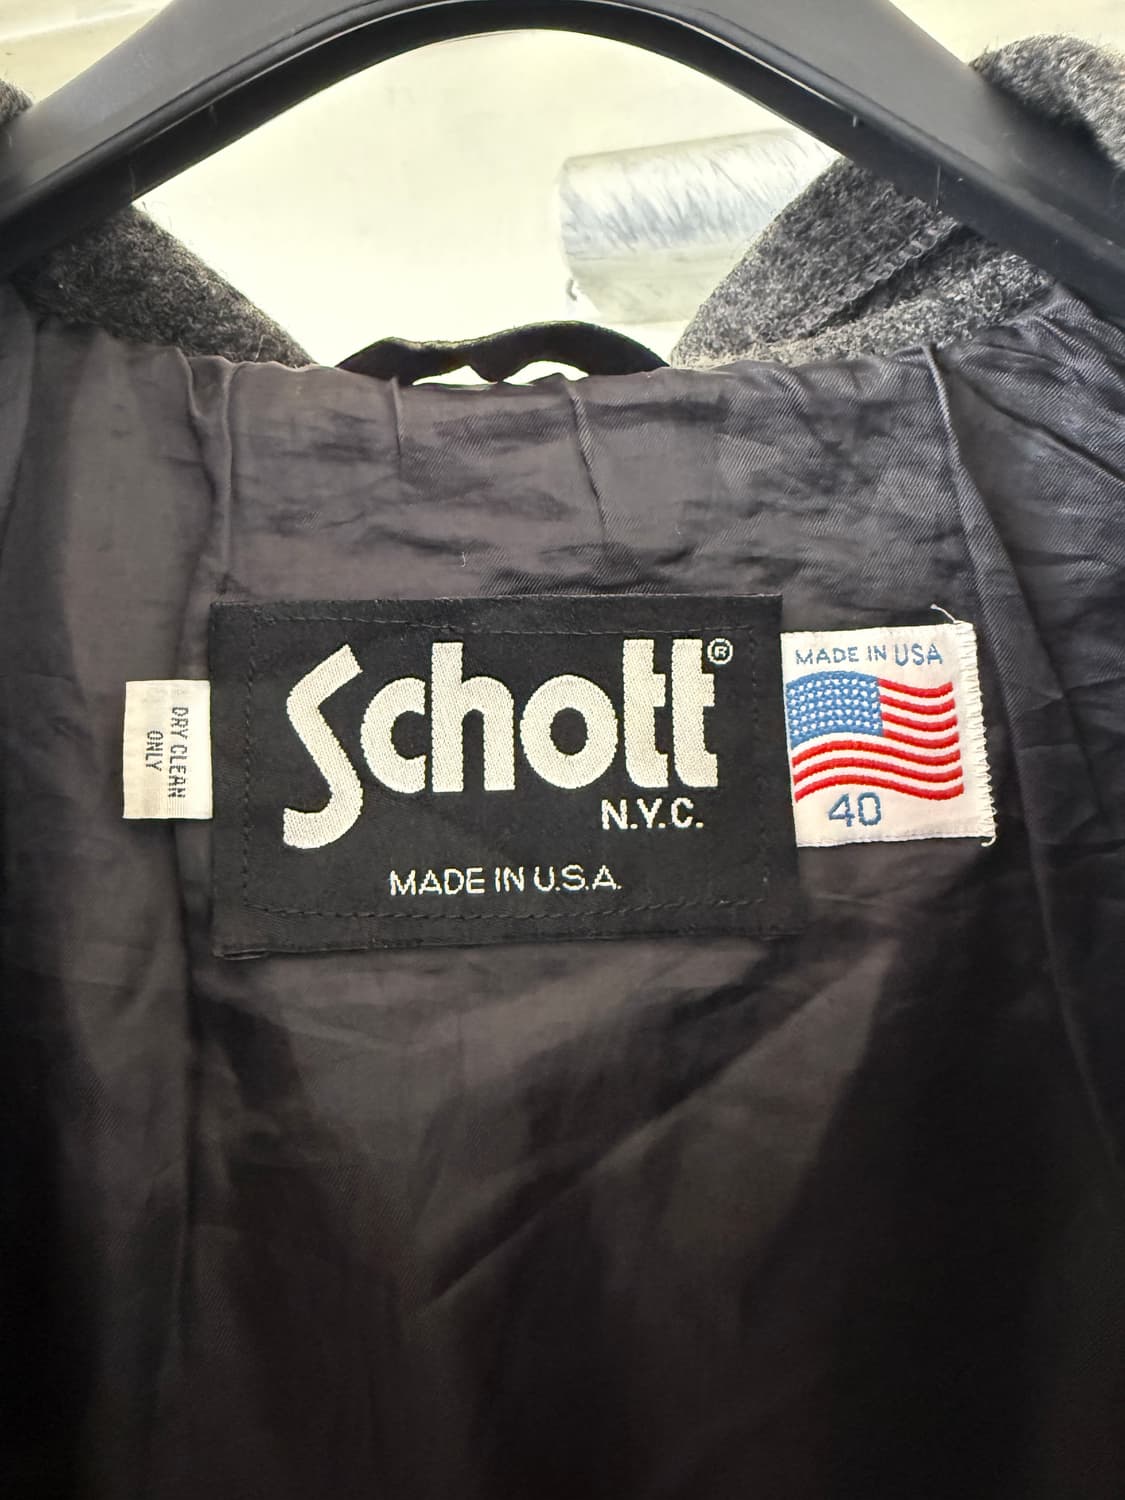 Schott®
N.Y.C.
MADE IN U.S.A.
MADE IN USA
40
DRY CLEAN
ONLY